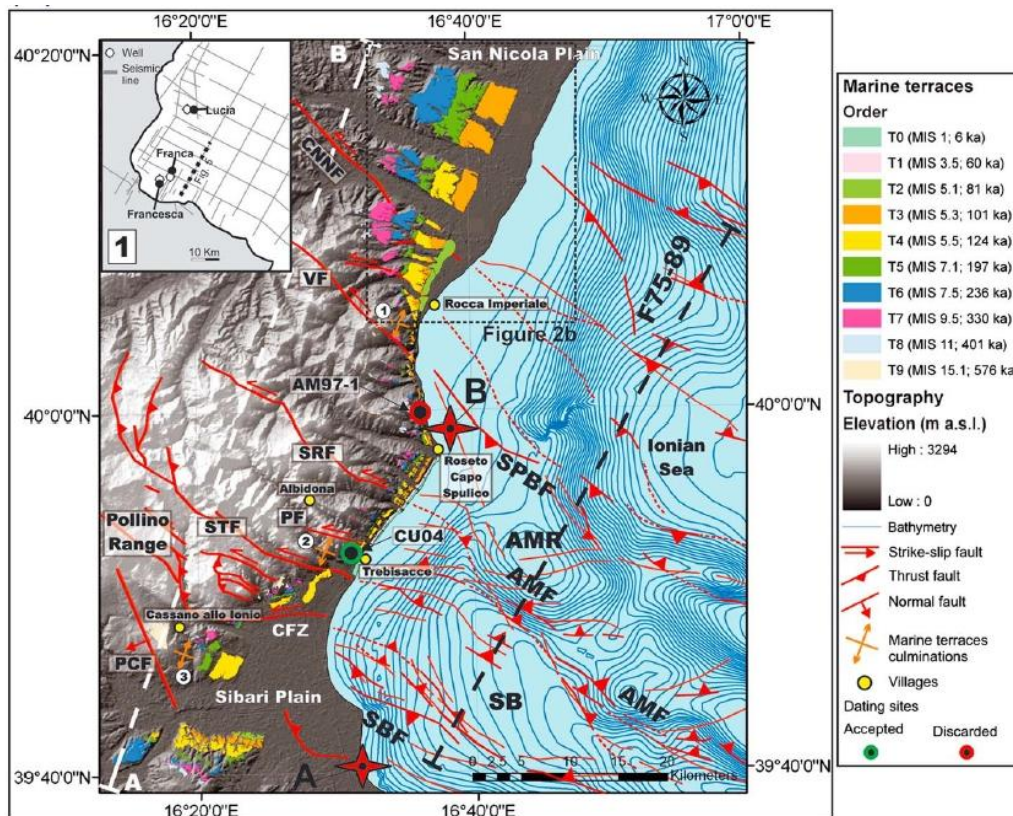 16°20'0"E
16°40'0"E
17°0'0"E
40°20'0"N
Well
Seismic
line
Lucia
Franca
Fig. 5
Francesca
1
10 Km
B
San Nicola Plain
N
W
E
S
CNNF
VF
1
Rocca Imperiale
Figure 2b
F75-89
AM97-1
B
40°0'0"N
40°0'0"N
Ionian
Sea
SRF
Roseto
Capo
Spulico
SPBF
Albidona
Pollino
Range
STF
PF
2
CU04
AMR
Trebisacce
AMF
Cassano allo Ionio
CFZ
PCF
3
Sibari Plain
SB
AMF
SBF
A
A
39°40'0"N
39°40'0"N
0 2.5 5 10 15 20
Kilometers
16°20'0"E
16°40'0"E
Marine terraces
Order
T0 (MIS 1; 6 ka)
T1 (MIS 3.5; 60 ka)
T2 (MIS 5.1; 81 ka)
T3 (MIS 5.3; 101 ka)
T4 (MIS 5.5; 124 ka)
T5 (MIS 7.1; 197 ka)
T6 (MIS 7.5; 236 ka)
T7 (MIS 9.5; 330 ka)
T8 (MIS 11; 401 ka)
T9 (MIS 15.1; 576 ka
Topography
Elevation (m a.s.l.)
High : 3294
Low : 0
Bathymetry
Strike-slip fault
Thrust fault
Normal fault
Marine terraces
culminations
Villages
Dating sites
Accepted
Discarded